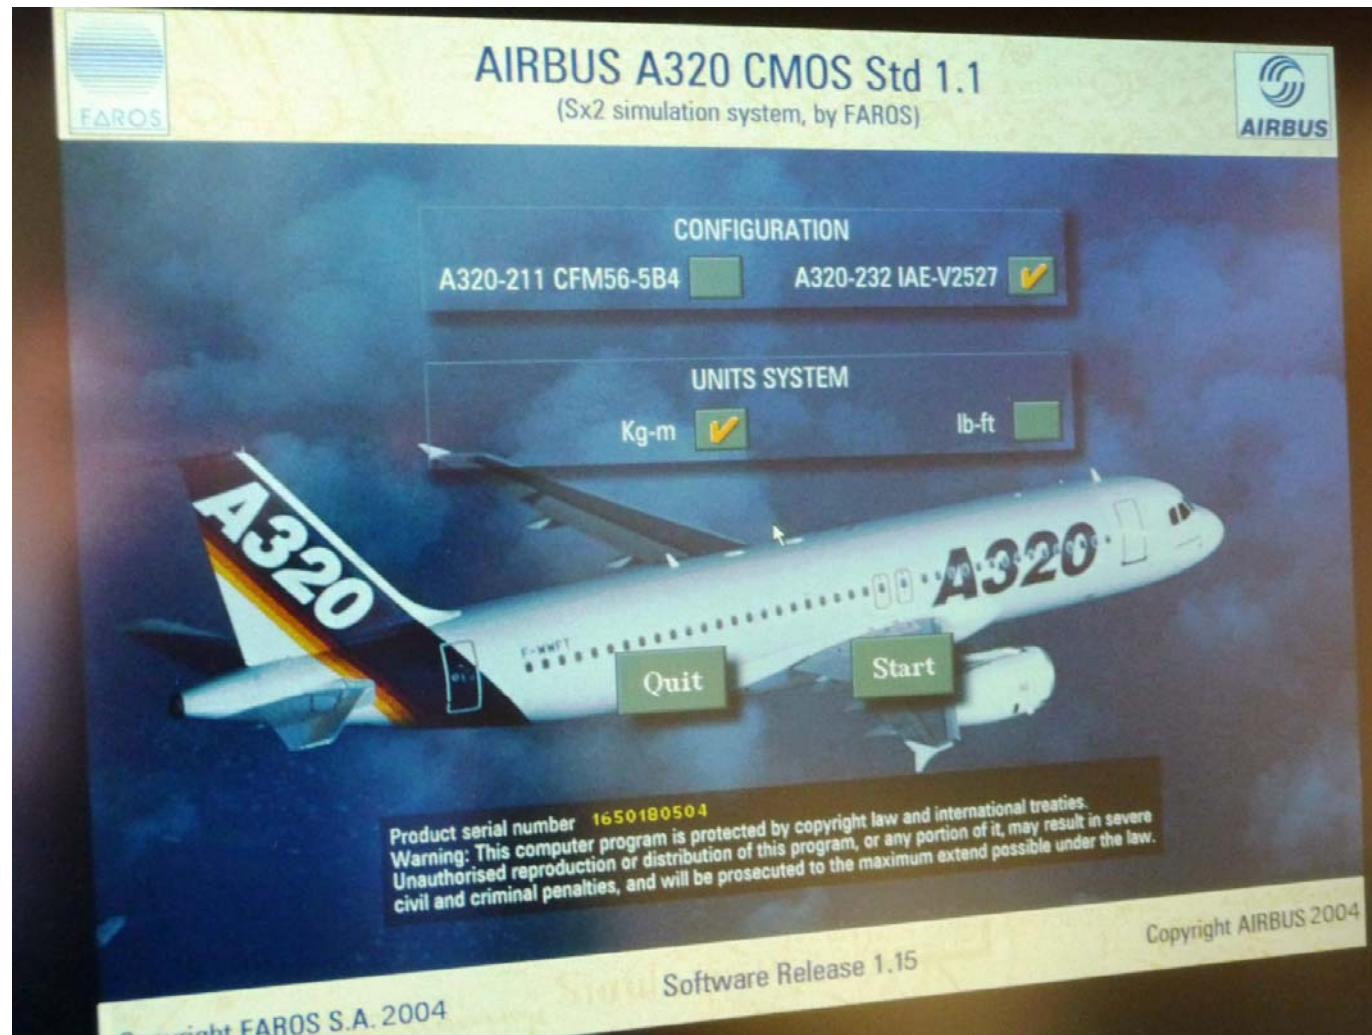 FAROS
AIRBUS A320 CMOS Std 1.1
(Sx2 simulation system, by FAROS)
AIRBUS
CONFIGURATION
A320-211 CFM56-5B4
A320-232 IAE-V2527
UNITS SYSTEM
Kg-m
lb-ft
A320
A320
F-WWFT
Quit
Start
Product serial number 1650180504
Warning: This computer program is protected by copyright law and international treaties.
Unauthorised reproduction or distribution of this program, or any portion of it, may result in severe
civil and criminal penalties, and will be prosecuted to the maximum extend possible under the law.
Copyright FAROS S.A. 2004
Software Release 1.15
Copyright AIRBUS 2004